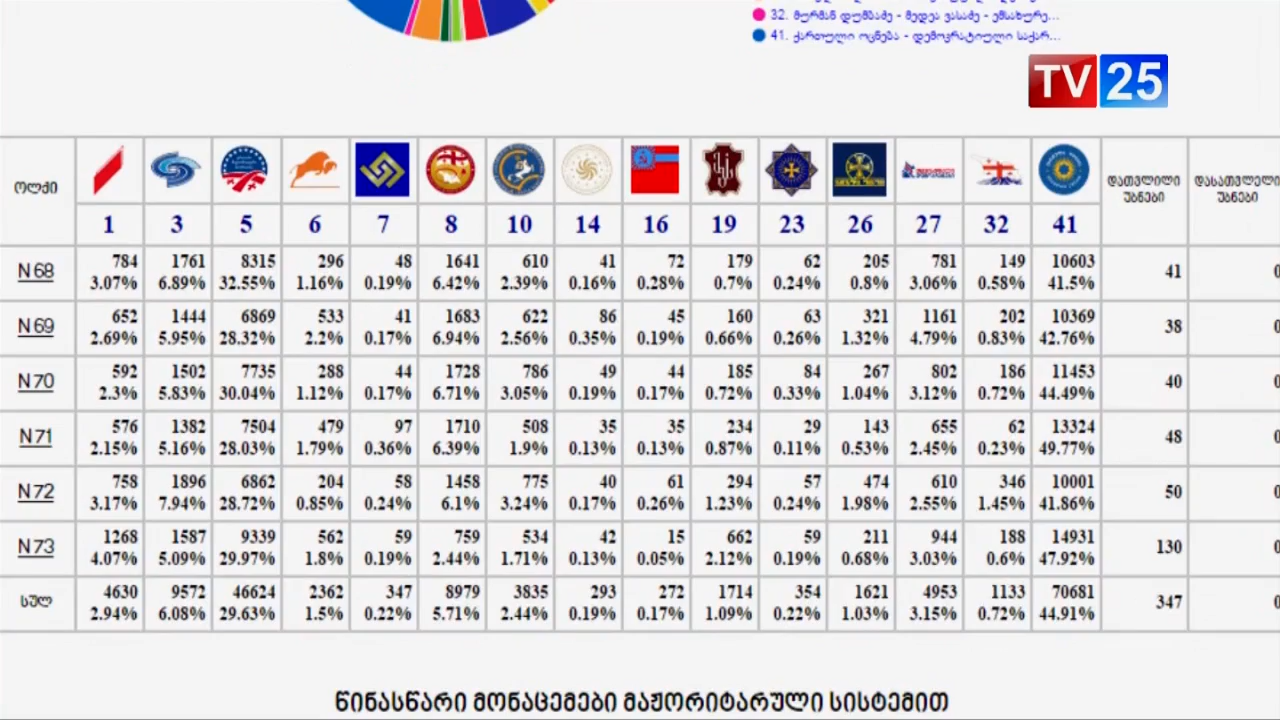 32. მურმან დუმბაძე - მედეა ვასაძე - ემსახურე...
41. ქართული ოცნება - დემოკრატიული საქარ...
TV 25
ოლქი 1 3 5 6 7 8 10 14 16 19 23 26 27 32 41 დათვლილი უბნები დასათვლელი უბნები
N 68 784 1761 8315 296 48 1641 610 41 72 179 62 205 781 149 10603 41 0
3.07% 6.89% 32.55% 1.16% 0.19% 6.42% 2.39% 0.16% 0.28% 0.7% 0.24% 0.8% 3.06% 0.58% 41.5%
N 69 652 1444 6869 533 41 1683 622 86 45 160 63 321 1161 202 10369 38 0
2.69% 5.95% 28.32% 2.2% 0.17% 6.94% 2.56% 0.35% 0.19% 0.66% 0.26% 1.32% 4.79% 0.83% 42.76%
N 70 592 1502 7735 288 44 1728 786 49 44 185 84 267 802 186 11453 40 0
2.3% 5.83% 30.04% 1.12% 0.17% 6.71% 3.05% 0.19% 0.17% 0.72% 0.33% 1.04% 3.12% 0.72% 44.49%
N 71 576 1382 7504 479 97 1710 508 35 35 234 29 143 655 62 13324 48 0
2.15% 5.16% 28.03% 1.79% 0.36% 6.39% 1.9% 0.13% 0.13% 0.87% 0.11% 0.53% 2.45% 0.23% 49.77%
N 72 758 1896 6862 204 58 1458 775 40 61 294 57 474 610 346 10001 50 0
3.17% 7.94% 28.72% 0.85% 0.24% 6.1% 3.24% 0.17% 0.26% 1.23% 0.24% 1.98% 2.55% 1.45% 41.86%
N 73 1268 1587 9339 562 59 759 534 42 15 662 59 211 944 188 14931 130 0
4.07% 5.09% 29.97% 1.8% 0.19% 2.44% 1.71% 0.13% 0.05% 2.12% 0.19% 0.68% 3.03% 0.6% 47.92%
სულ 4630 9572 46624 2362 347 8979 3835 293 272 1714 354 1621 4953 1133 70681 347 0
2.94% 6.08% 29.63% 1.5% 0.22% 5.71% 2.44% 0.19% 0.17% 1.09% 0.22% 1.03% 3.15% 0.72% 44.91%
წინასწარი მონაცემები მაჟორიტარული სისტემით